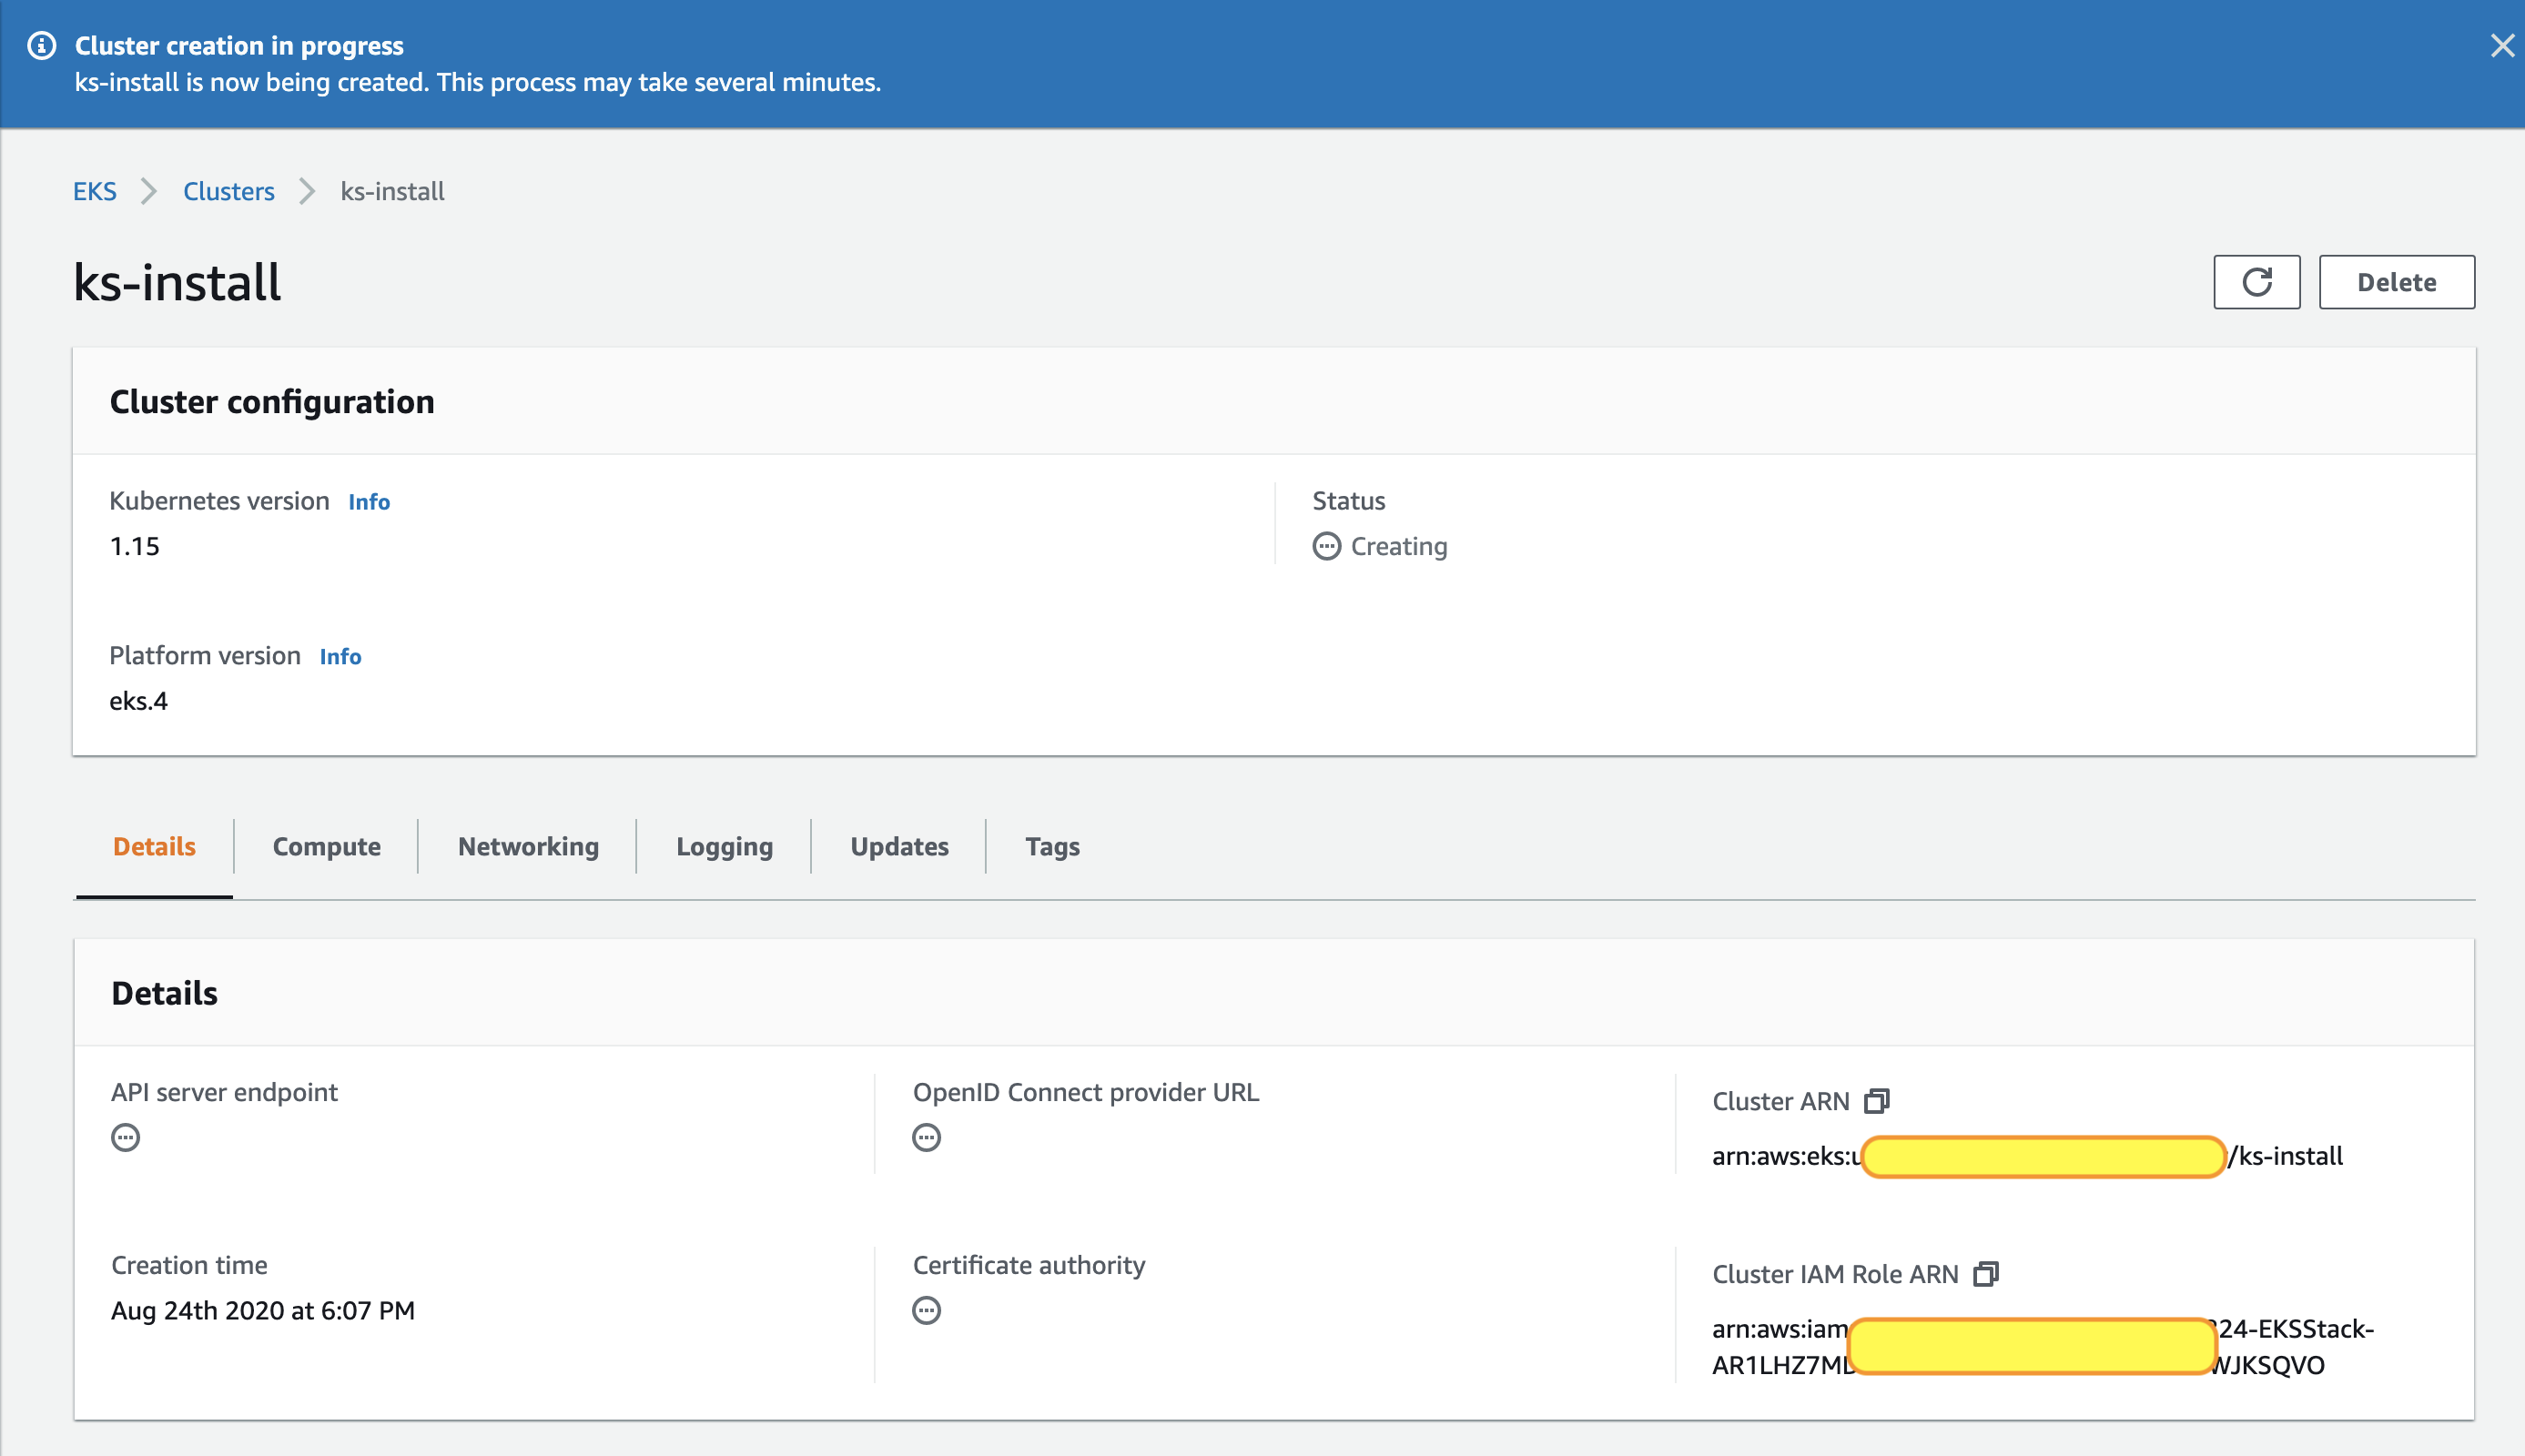 Cluster creation in progress
ks-install is now being created. This process may take several minutes.
EKS
Clusters
ks-install
ks-install
Delete
Cluster configuration
Kubernetes version Info
1.15
Status
Creating
Platform version Info
eks.4
Details
Compute
Networking
Logging
Updates
Tags
Details
API server endpoint
OpenID Connect provider URL
Cluster ARN
arn:aws:eks:u /ks-install
Creation time
Aug 24th 2020 at 6:07 PM
Certificate authority
Cluster IAM Role ARN
arn:aws:iam 24-EKSStack-
AR1LHZ7M WJKSQVO